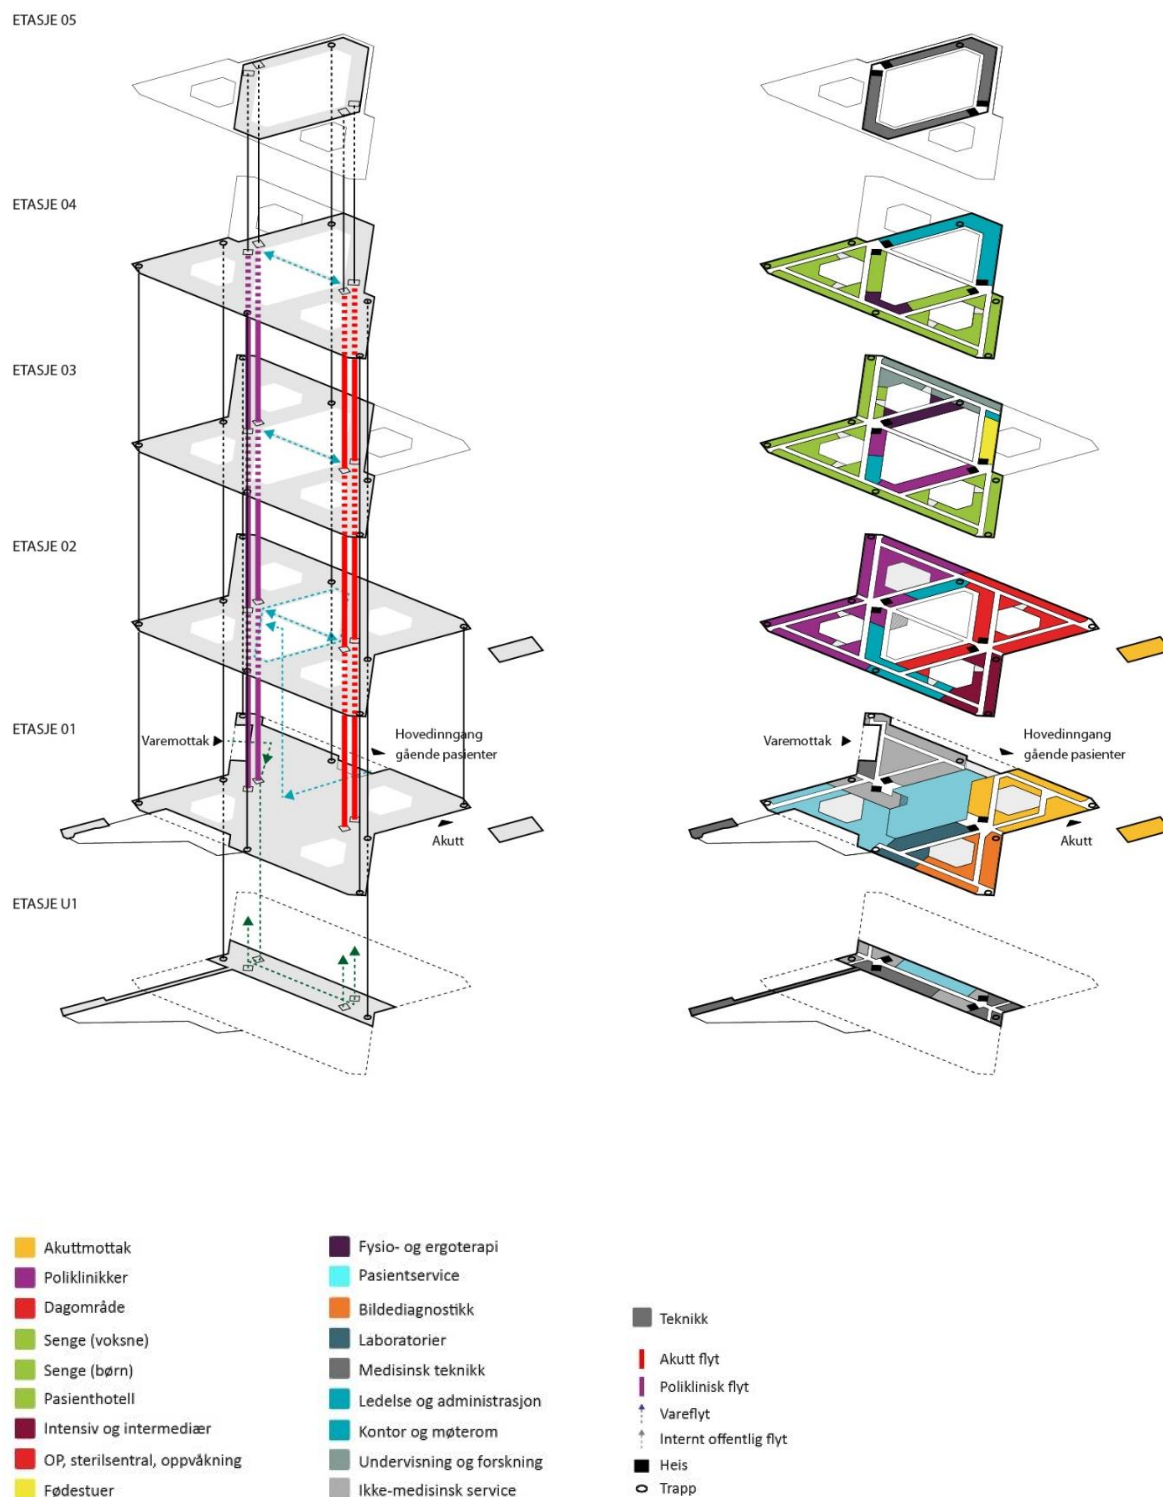 ETASJE 05
ETASJE 04
ETASJE 03
ETASJE 02
ETASJE 01
Varemottak
Hovedinngang
gående pasienter
Akutt
Varemottak
Hovedinngang
gående pasienter
Akutt
ETASJE U1
Akuttmottak
Poliklinikker
Dagområde
Senge (voksne)
Senge (børn)
Pasienthotell
Intensiv og intermediær
OP, sterilsentral, oppvåkning
Fødestuer
Fysio- og ergoterapi
Pasientservice
Bildediagnostikk
Laboratorier
Medisinsk teknikk
Ledelse og administrasjon
Kontor og møterom
Undervisning og forskning
Ikke-medisinsk service
Teknikk
Akutt flyt
Poliklinisk flyt
Vareflyt
Internt offentlig flyt
Heis
Trapp